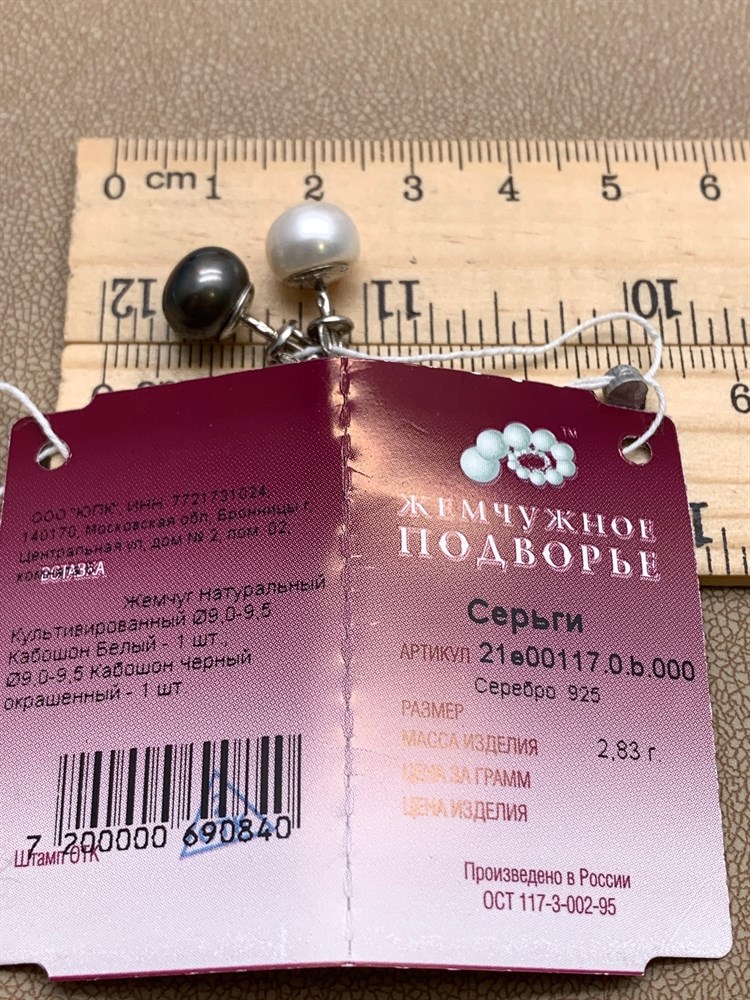 0 cm 1 2 3 4 5 6
12 11 10
ООО "ЮПК", ИНН 7721731024,
140170, Московская обл, Бронницы г,
Центральная ул, дом № 2, пом. 02,
ВСТАВКА
Жемчуг Натуральный
Культивированный Ø9,0-9,5
Кабошон Белый - 1 шт.;
Ø9,0-9,5 Кабошон Черный
окрашенный - 1 шт.
7 200000 690840
Штамп ОТК
TM
ЖЕМЧУЖНОЕ
ПОДВОРЬЕ
Серьги
АРТИКУЛ 21e00117.0.b.000
Серебро 925
РАЗМЕР
МАССА ИЗДЕЛИЯ 2,83 г.
ЦЕНА ЗА ГРАММ
ЦЕНА ИЗДЕЛИЯ
Произведено в России
ОСТ 117-3-002-95